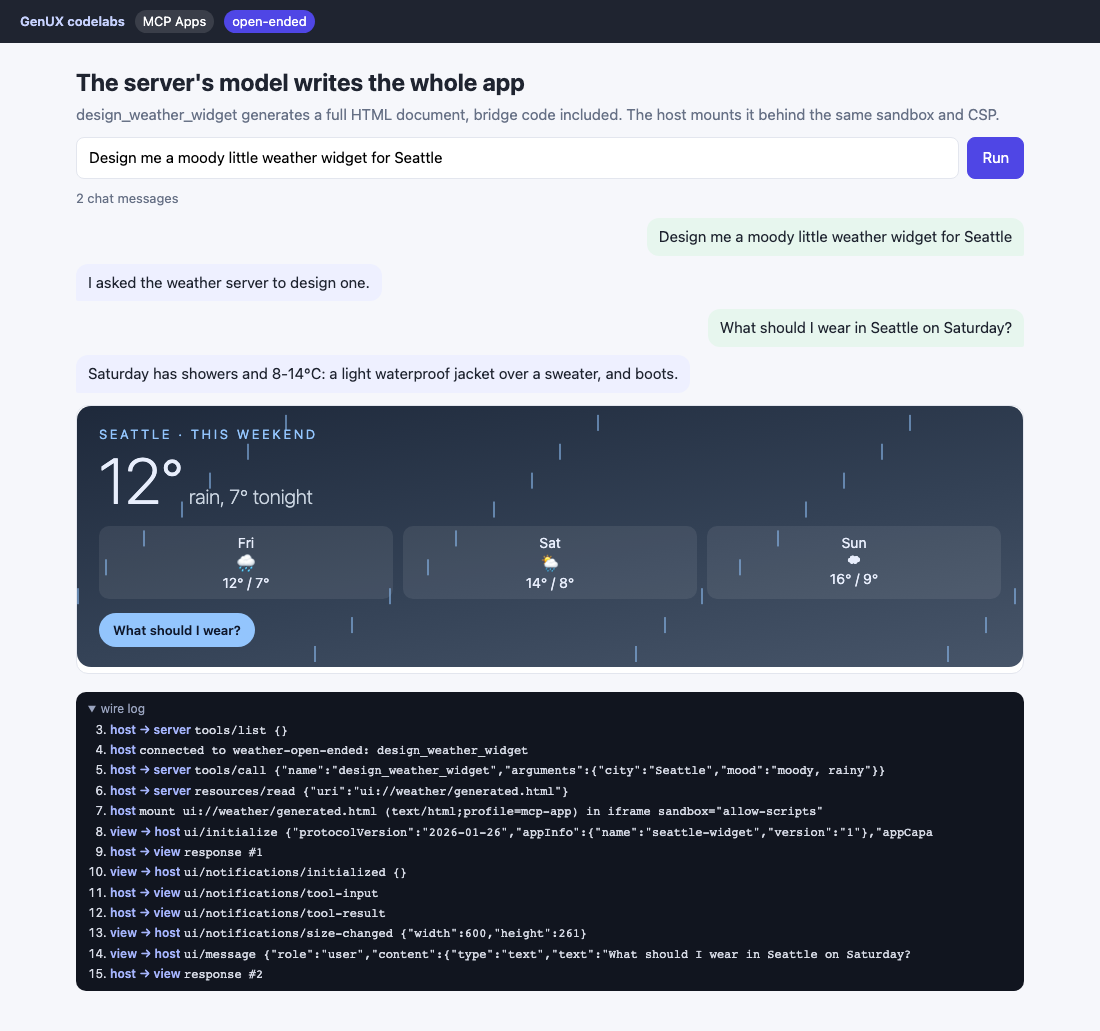 GenUX codelabs MCP Apps open-ended
The server's model writes the whole app
design_weather_widget generates a full HTML document, bridge code included. The host mounts it behind the same sandbox and CSP.
Design me a moody little weather widget for Seattle
Run
2 chat messages
Design me a moody little weather widget for Seattle
I asked the weather server to design one.
What should I wear in Seattle on Saturday?
Saturday has showers and 8-14°C: a light waterproof jacket over a sweater, and boots.
SEATTLE · THIS WEEKEND
12° rain, 7° tonight
Fri
12° / 7°
Sat
14° / 8°
Sun
16° / 9°
What should I wear?
▼ wire log
3. host → server tools/list {}
4. host connected to weather-open-ended: design_weather_widget
5. host → server tools/call {"name":"design_weather_widget","arguments":{"city":"Seattle","mood":"moody, rainy"}}
6. host → server resources/read {"uri":"ui://weather/generated.html"}
7. host mount ui://weather/generated.html (text/html;profile=mcp-app) in iframe sandbox="allow-scripts"
8. view → host ui/initialize {"protocolVersion":"2026-01-26","appInfo":{"name":"seattle-widget","version":"1"},"appCapa
9. host → view response #1
10. view → host ui/notifications/initialized {}
11. host → view ui/notifications/tool-input
12. host → view ui/notifications/tool-result
13. view → host ui/notifications/size-changed {"width":600,"height":261}
14. view → host ui/message {"role":"user","content":{"type":"text","text":"What should I wear in Seattle on Saturday?
15. host → view response #2